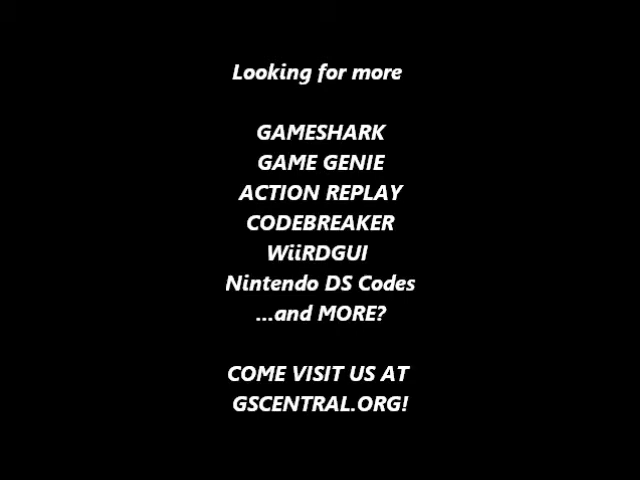 Looking for more
GAMESHARK
GAME GENIE
ACTION REPLAY
CODEBREAKER
WiiRDGUI
Nintendo DS Codes
...and MORE?
COME VISIT US AT
GSCENTRAL.ORG!